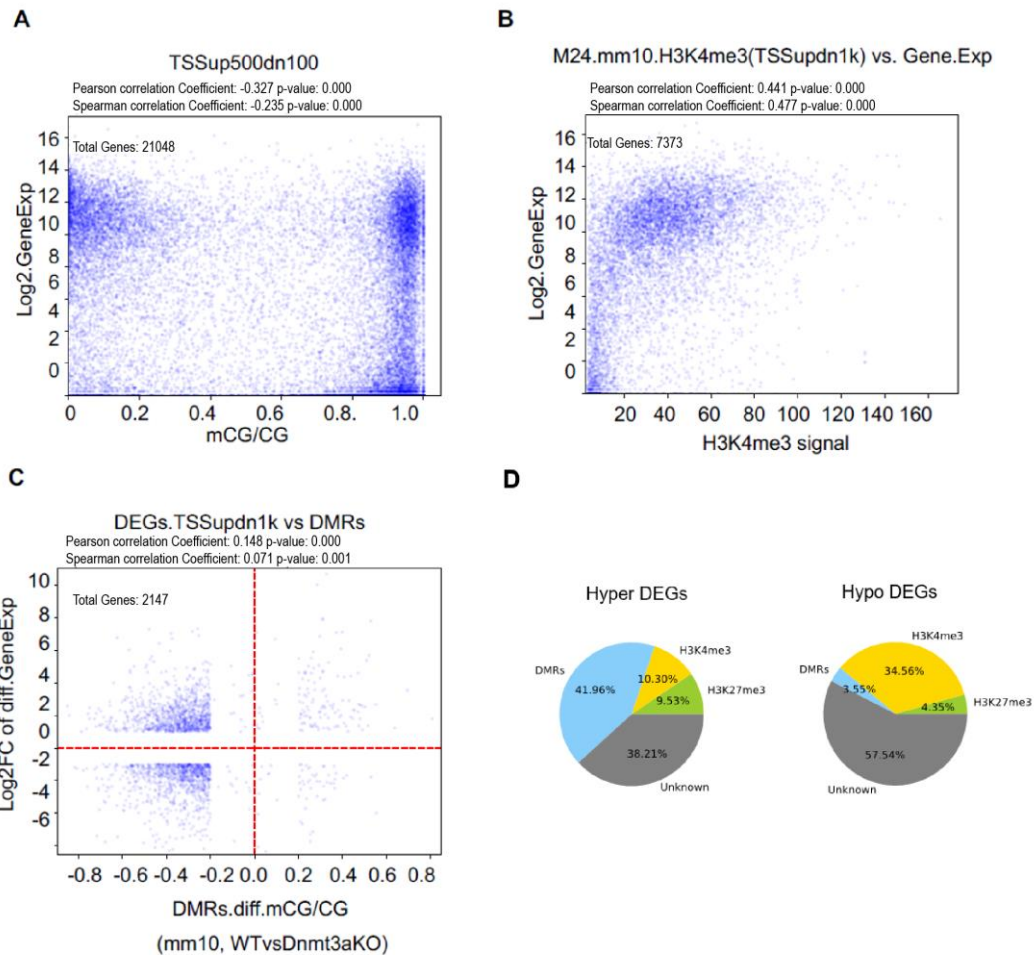 A
TSSup500dn100
Pearson correlation Coefficient: -0.327 p-value: 0.000
Spearman correlation Coefficient: -0.235 p-value: 0.000
Total Genes: 21048
Log2.GeneExp
16
14
12
10
8
6
4
2
0
0 0.2 0.4 0.6 0.8. 1.0
mCG/CG
B
M24.mm10.H3K4me3(TSSupdn1k) vs. Gene.Exp
Pearson correlation Coefficient: 0.441 p-value: 0.000
Spearman correlation Coefficient: 0.477 p-value: 0.000
Total Genes: 7373
Log2.GeneExp
16
14
12
10
8
6
4
2
0
20 40 60 80 100 120 140 160
H3K4me3 signal
C
DEGs.TSSupdn1k vs DMRs
Pearson correlation Coefficient: 0.148 p-value: 0.000
Spearman correlation Coefficient: 0.071 p-value: 0.001
Total Genes: 2147
Log2FC of diff.GeneExp
10
8
6
4
2
0
-2
-4
-6
-0.8 -0.6 -0.4 -0.2 0.0 0.2 0.4 0.6 0.8
DMRs.diff.mCG/CG
(mm10, WTvsDnmt3aKO)
D
Hyper DEGs
DMRs
41.96%
H3K4me3
10.30%
H3K27me3
9.53%
38.21%
Unknown
Hypo DEGs
H3K4me3
34.56%
DMRs
3.55%
H3K27me3
4.35%
57.54%
Unknown